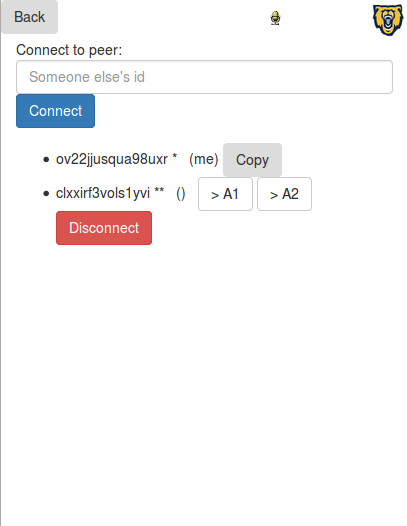 Back
Connect to peer:
Someone else's id
Connect
ov22jjusqua98uxr * (me) Copy
clxxirf3vols1yvi ** () > A1 > A2
Disconnect